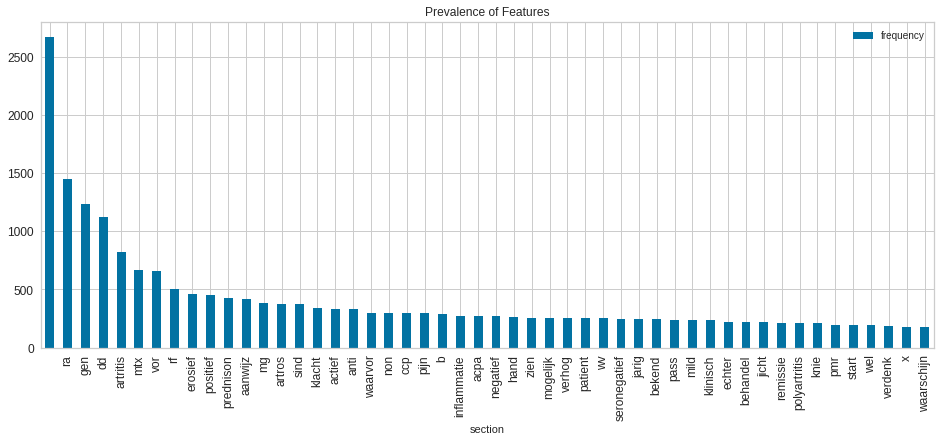 Prevalence of Features
frequency
2500
2000
1500
1000
500
0
ra
gen
dd
artritis
mtx
vor
rf
erosief
positief
prednison
aanwijz
mg
artros
sind
klacht
actief
anti
waarvor
non
ccp
pijn
b
inflammatie
acpa
negatief
hand
zien
mogelijk
verhog
patient
wv
seronegatief
jarig
bekend
pass
mild
klinisch
echter
behandel
jicht
remissie
polyartritis
knie
pmr
start
wel
verdenk
x
waarschijn
section